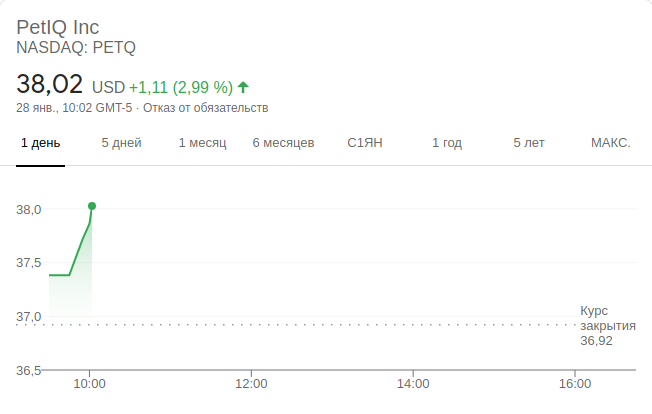 PetIQ Inc
NASDAQ: PETQ
38,02 USD +1,11 (2,99 %)
28 янв., 10:02 GMT-5 · Отказ от обязательств
1 день 5 дней 1 месяц 6 месяцев С1ЯН 1 год 5 лет МАКС.
38,0
37,5
37,0
36,5
Курс
закрытия
36,92
10:00 12:00 14:00 16:00